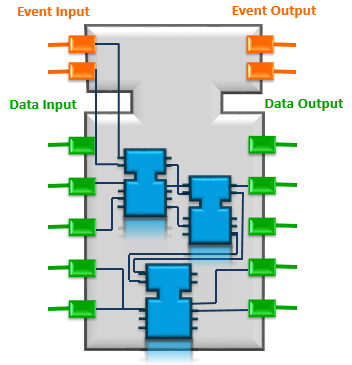 Event Input
Event Output
Data Input
Data Output